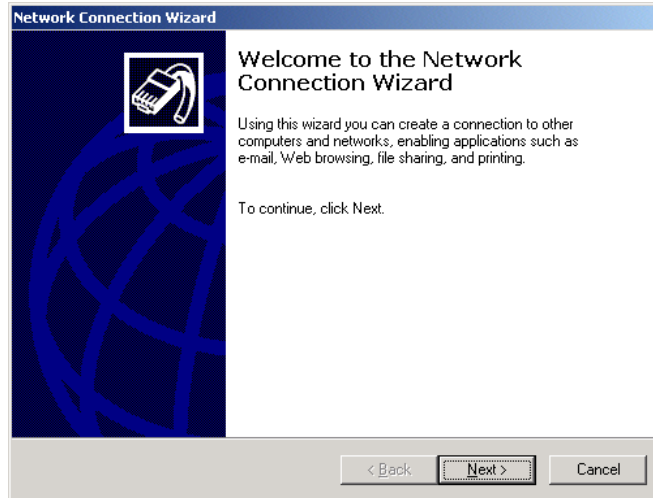 Network Connection Wizard
Welcome to the Network
Connection Wizard
Using this wizard you can create a connection to other
computers and networks, enabling applications such as
e-mail, Web browsing, file sharing, and printing.
To continue, click Next.
< Back
Next >
Cancel